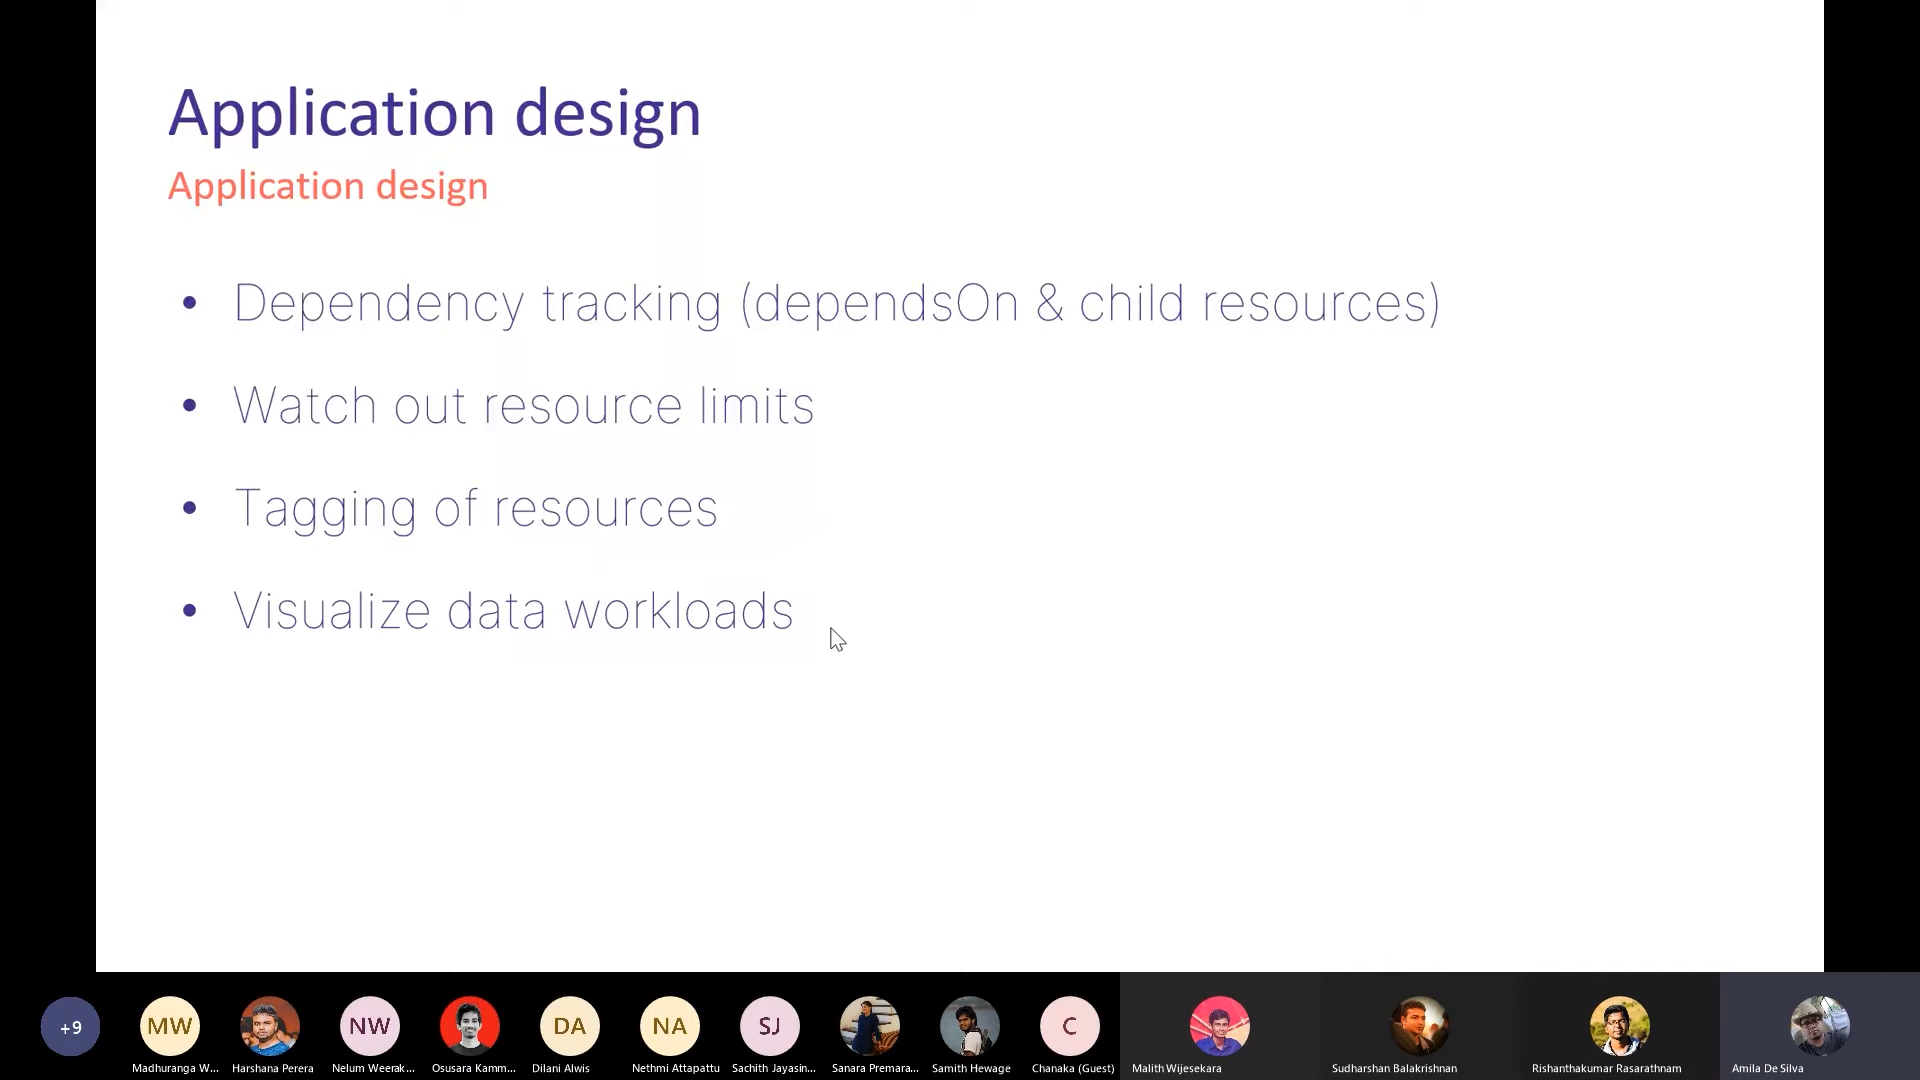 Application design
Application design
• Dependency tracking (dependsOn & child resources)
• Watch out resource limits
• Tagging of resources
• Visualize data workloads
+9 MW NW DA NA SJ C
Madhuranga W... Harshana Perera Nelum Weerak... Osusara Kamm... Dilani Alwis Nethmi Attapattu Sachith Jayasin... Sanara Premara... Samith Hewage Chanaka (Guest) Malith Wijesekara Sudharshan Balakrishnan Rishanthakumar Rasarathnam Amila De Silva